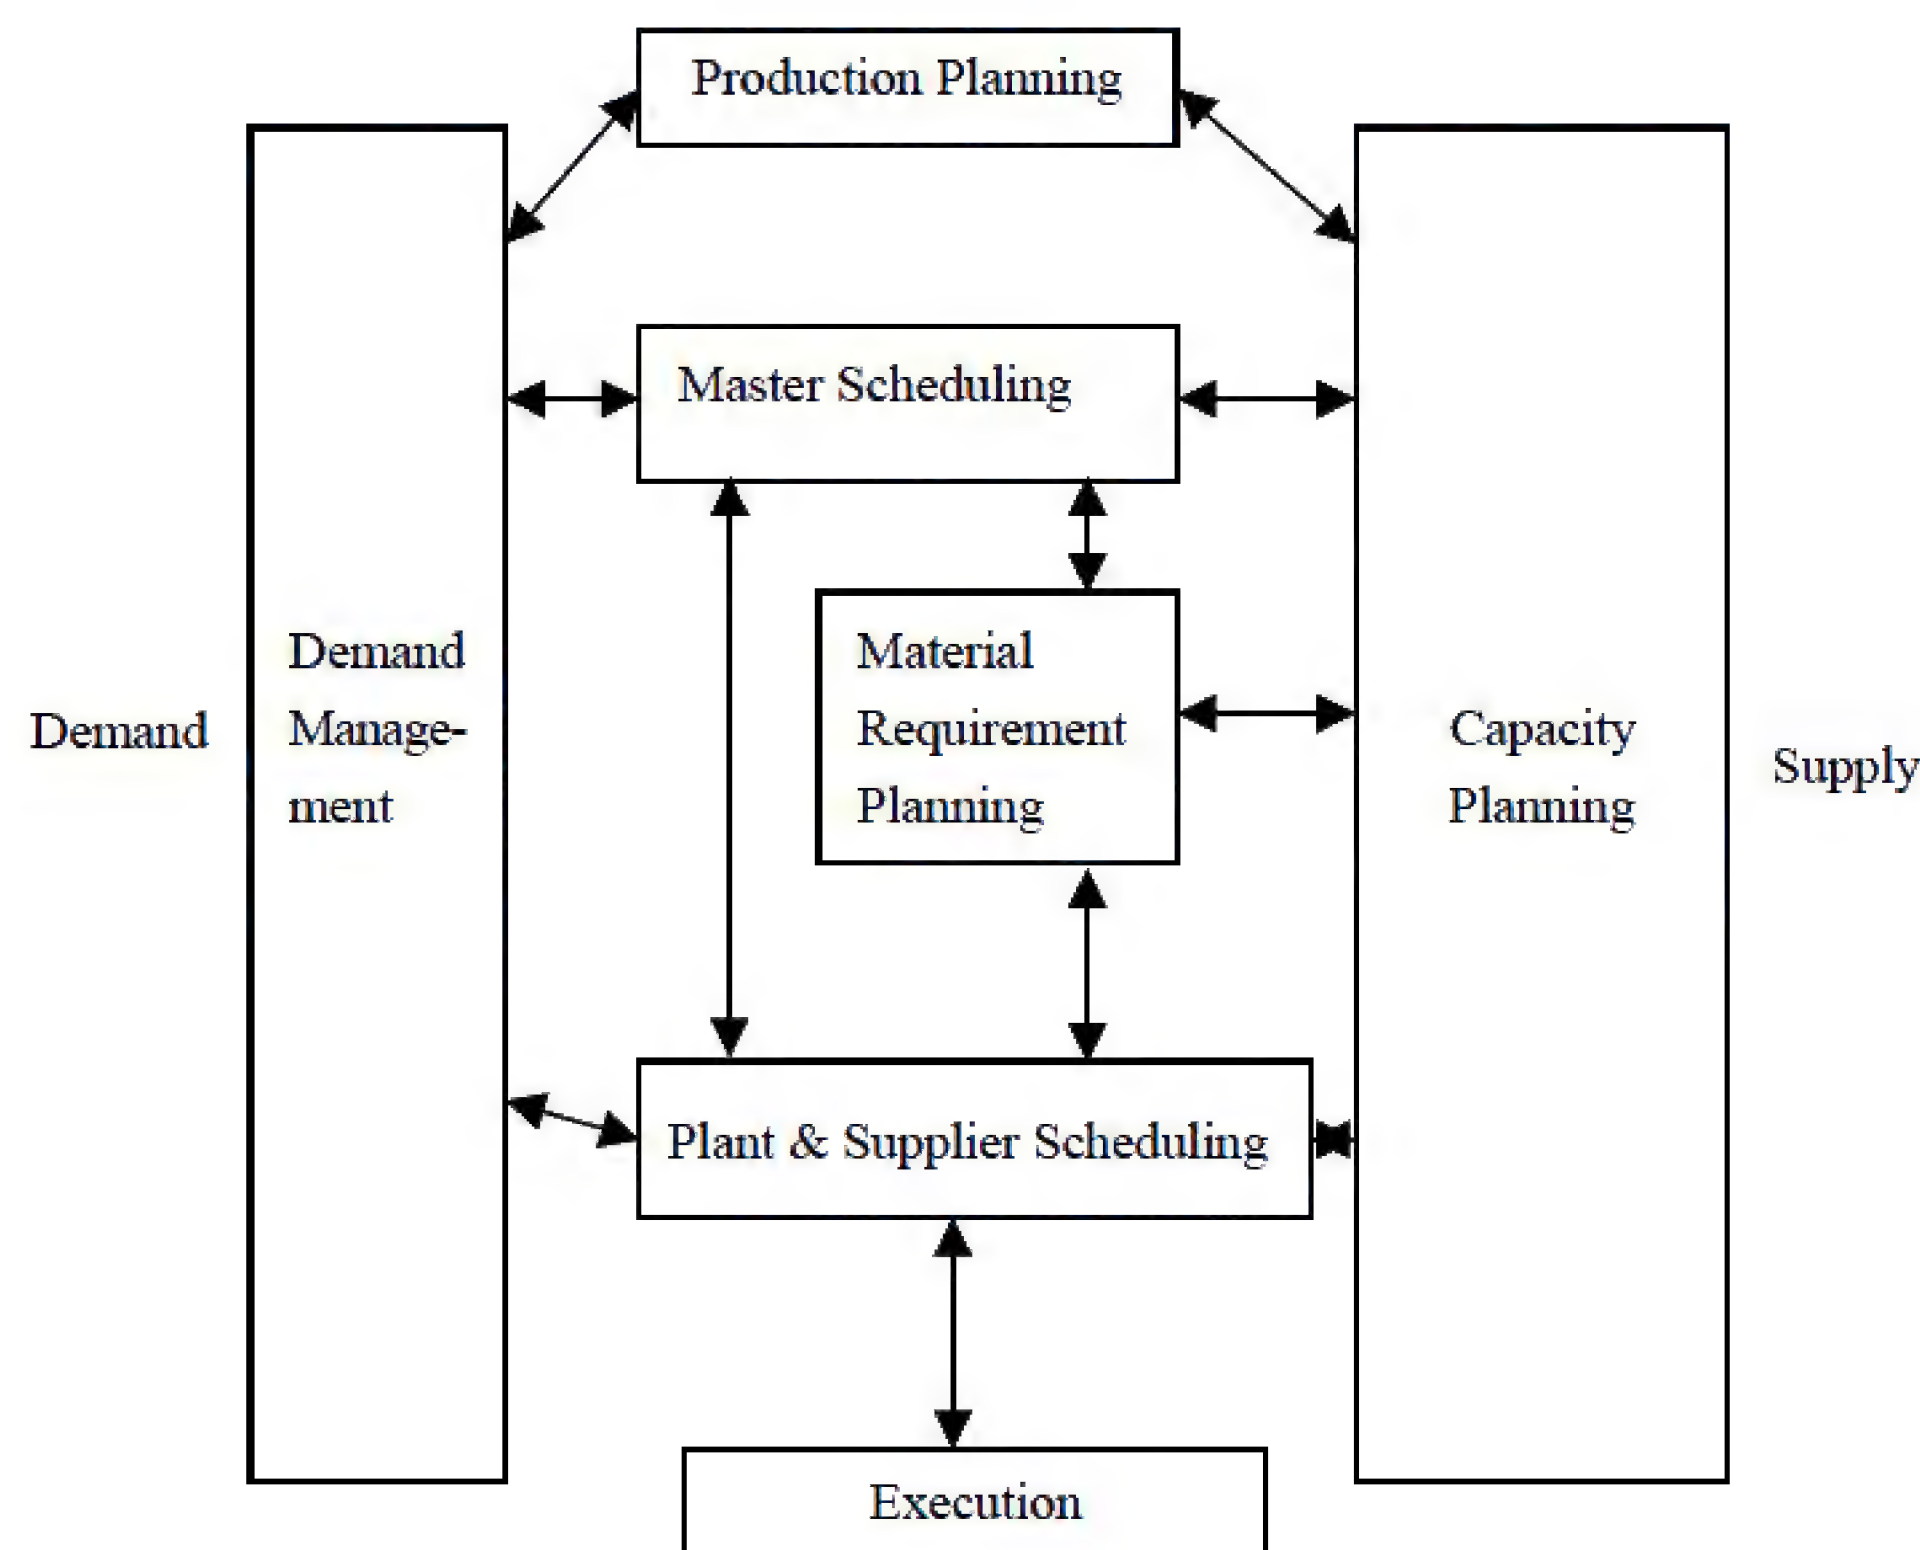 Production Planning
Master Scheduling
Demand
Demand
Manage-
ment
Material
Requirement
Planning
Capacity
Planning
Supply
Plant & Supplier Scheduling
Execution